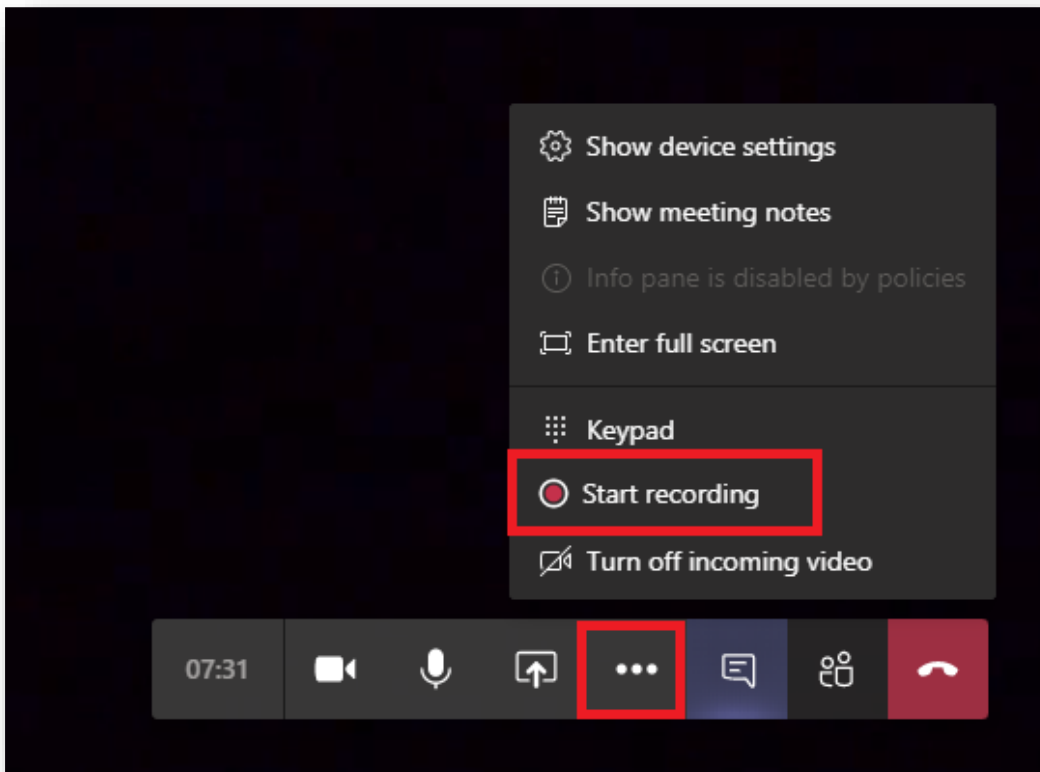 Show device settings
Show meeting notes
Info pane is disabled by policies
Enter full screen
Keypad
Start recording
Turn off incoming video
07:31